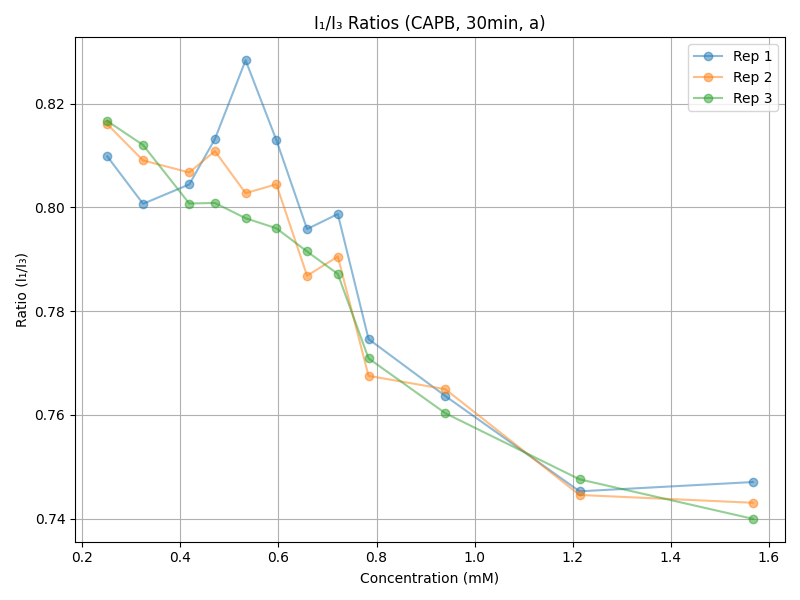 I₁/I₃ Ratios (CAPB, 30min, a)
Rep 1
Rep 2
Rep 3
Ratio (I₁/I₃)
0.82
0.80
0.78
0.76
0.74
0.2 0.4 0.6 0.8 1.0 1.2 1.4 1.6
Concentration (mM)